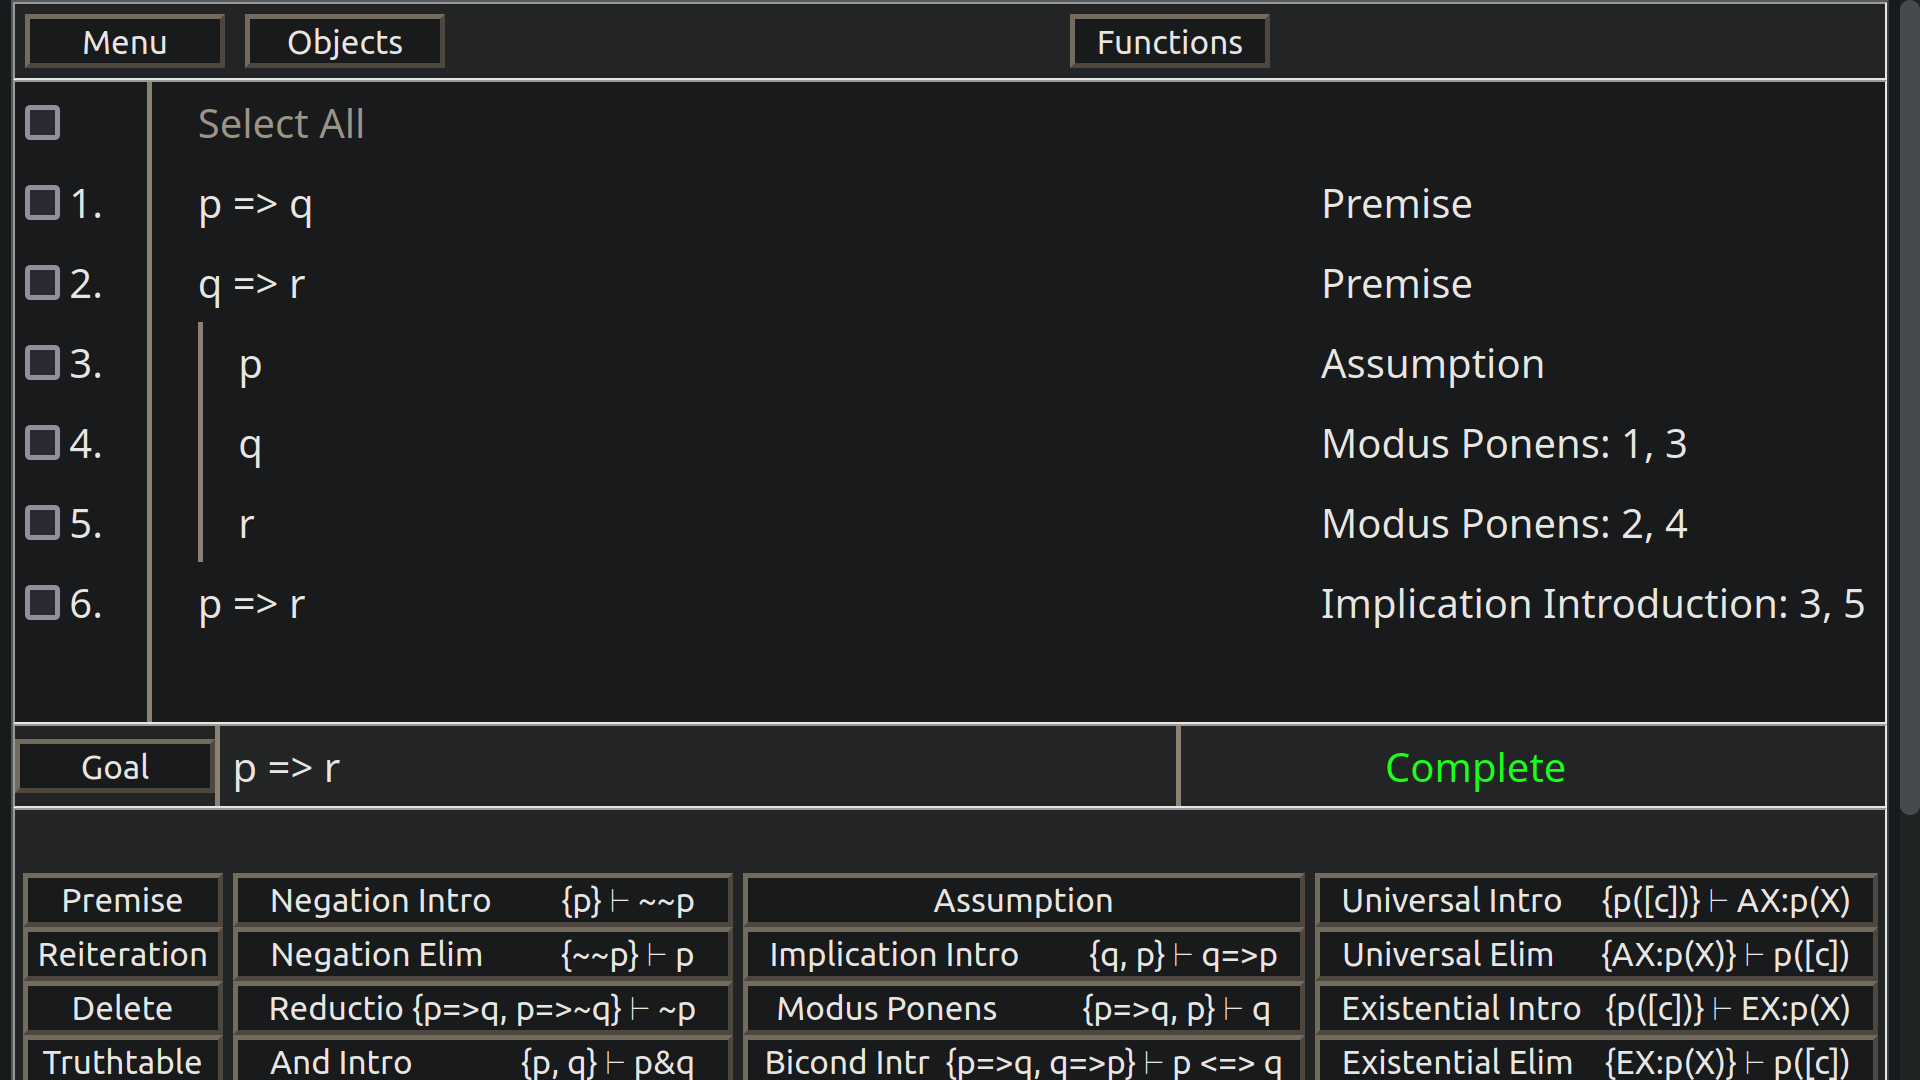 Menu Objects Functions
Select All
1. p => q Premise
2. q => r Premise
3. p Assumption
4. q Modus Ponens: 1, 3
5. r Modus Ponens: 2, 4
6. p => r Implication Introduction: 3, 5
Goal p => r Complete
Premise Negation Intro {p} ⊢ ~~p Assumption Universal Intro {p([c])} ⊢ AX:p(X)
Reiteration Negation Elim {~~p} ⊢ p Implication Intro {q, p} ⊢ q=>p Universal Elim {AX:p(X)} ⊢ p([c])
Delete Reductio {p=>q, p=>~q} ⊢ ~p Modus Ponens {p=>q, p} ⊢ q Existential Intro {p([c])} ⊢ EX:p(X)
Truthtable And Intro {p, q} ⊢ p&q Bicond Intr {p=>q, q=>p} ⊢ p <=> q Existential Elim {EX:p(X)} ⊢ p([c])